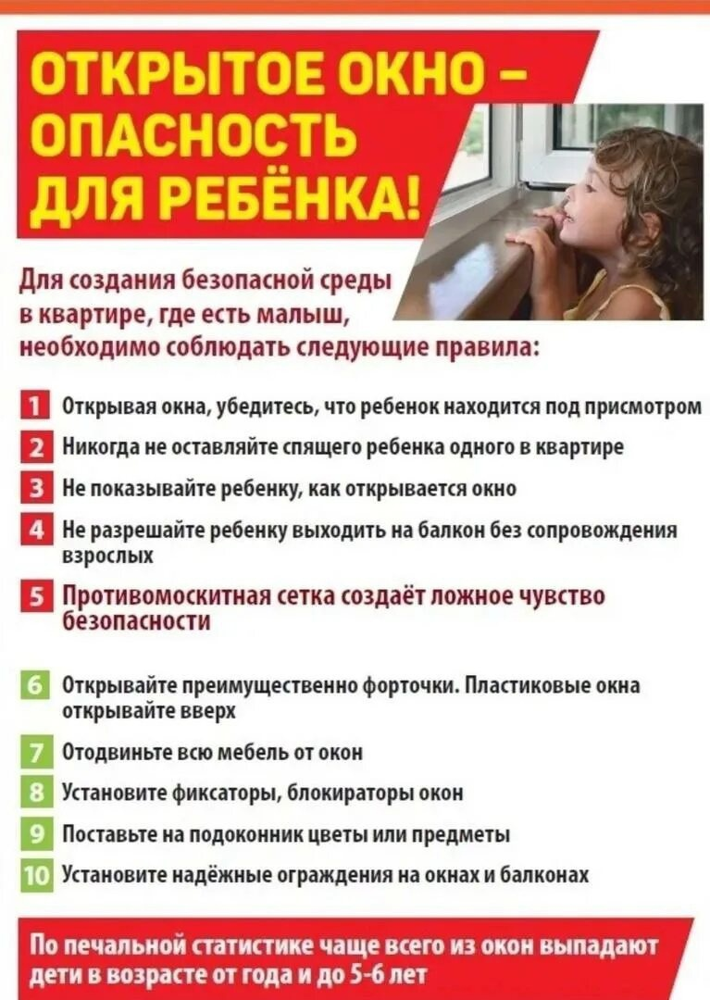 ОТКРЫТОЕ ОКНО –
ОПАСНОСТЬ
ДЛЯ РЕБЁНКА!
Для создания безопасной среды
в квартире, где есть малыш,
необходимо соблюдать следующие правила:
1 Открывая окна, убедитесь, что ребенок находится под присмотром
2 Никогда не оставляйте спящего ребенка одного в квартире
3 Не показывайте ребенку, как открывается окно
4 Не разрешайте ребенку выходить на балкон без сопровождения
взрослых
5 Противомоскитная сетка создаёт ложное чувство
безопасности
6 Открывайте преимущественно форточки. Пластиковые окна
открывайте вверх
7 Отодвиньте всю мебель от окон
8 Установите фиксаторы, блокираторы окон
9 Поставьте на подоконник цветы или предметы
10 Установите надёжные ограждения на окнах и балконах
По печальной статистике чаще всего из окон выпадают
дети в возрасте от года и до 5-6 лет